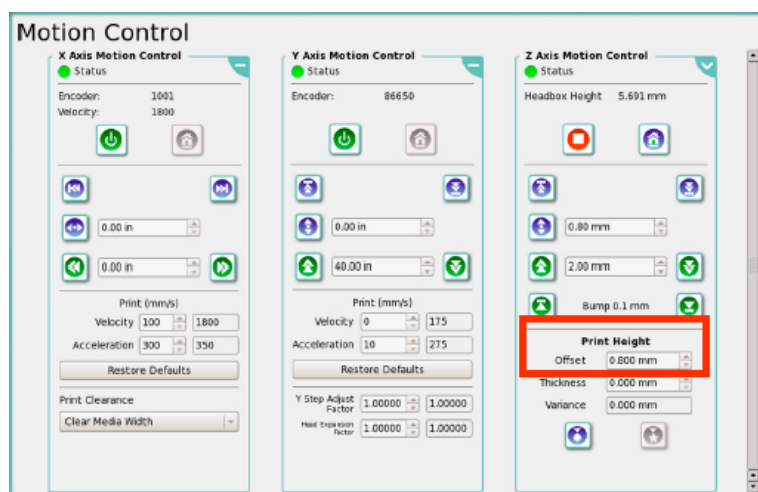 Motion Control
X Axis Motion Control
Status
Encoder: 1001
Velocity: 1800
0.00 in
0.00 in
Print (mm/s)
Velocity 100 1800
Acceleration 300 350
Restore Defaults
Print Clearance
Clear Media Width
Y Axis Motion Control
Status
Encoder: 86650
0.00 in
40.00 in
Print (mm/s)
Velocity 0 175
Acceleration 10 275
Restore Defaults
Y Step Adjust
Factor 1.00000 1.00000
Head Expansion
Factor 1.00000 1.00000
Z Axis Motion Control
Status
Headbox Height 5.691 mm
0.80 mm
2.00 mm
Bump 0.1 mm
Print Height
Offset 0.800 mm
Thickness 0.000 mm
Variance 0.000 mm